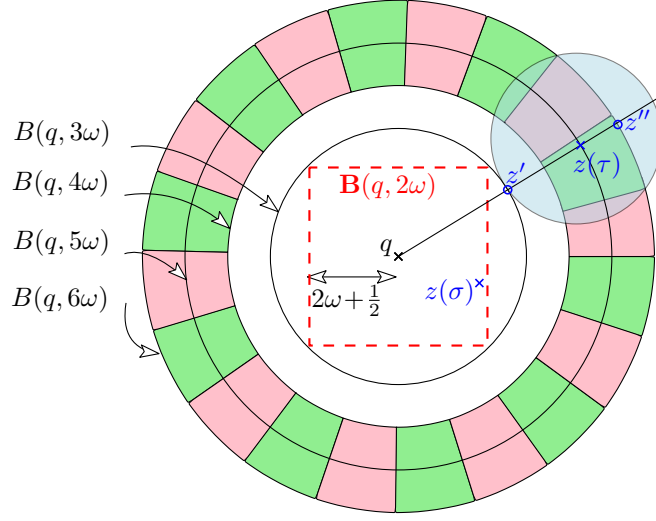 z''
B(q, 3ω)
z(τ)
z'
B(q, 4ω)
B(q, 2ω)
B(q, 5ω)
q
B(q, 6ω)
2ω + 1/2
z(σ)